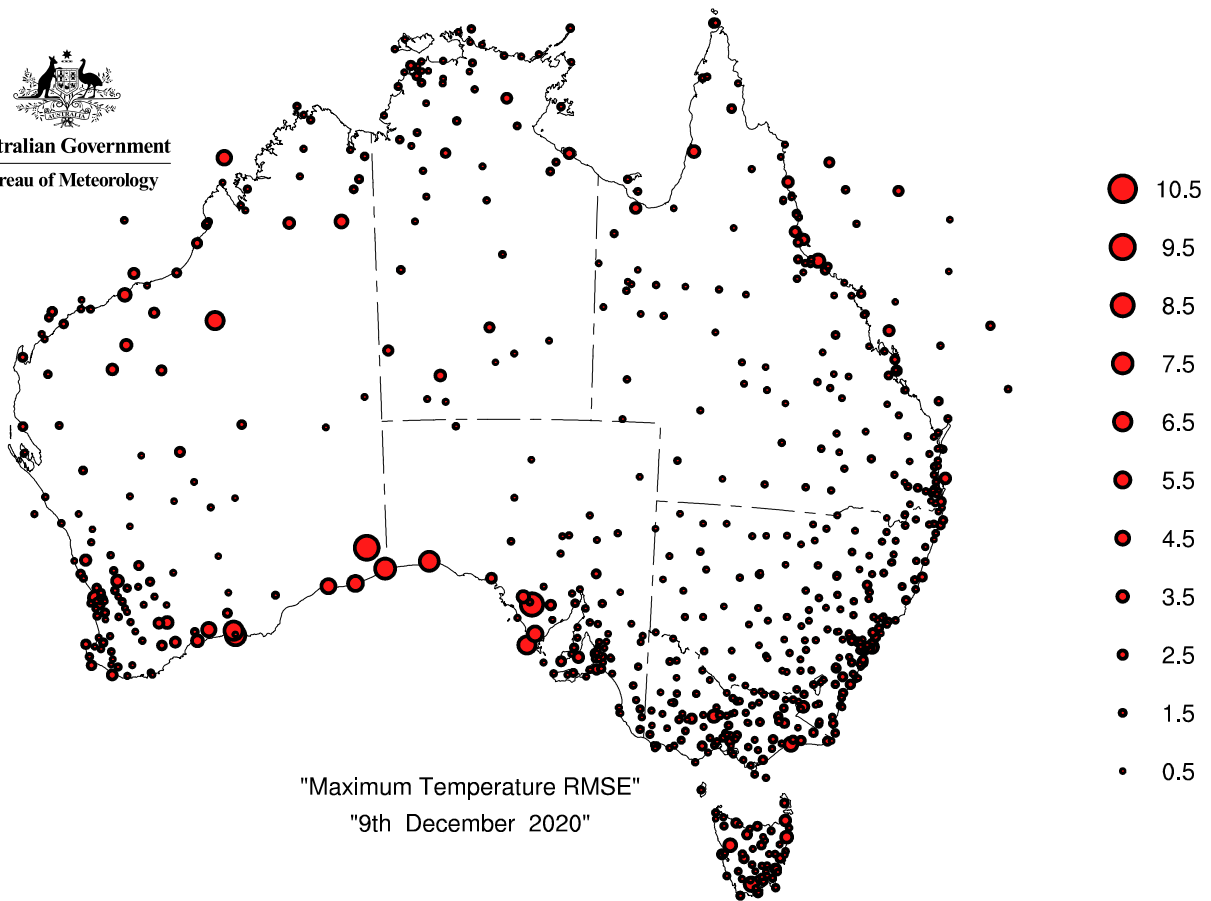 AUSTRALIA
tralian Government
reau of Meteorology
10.5
9.5
8.5
7.5
6.5
5.5
4.5
3.5
2.5
1.5
0.5
"Maximum Temperature RMSE"
"9th December 2020"